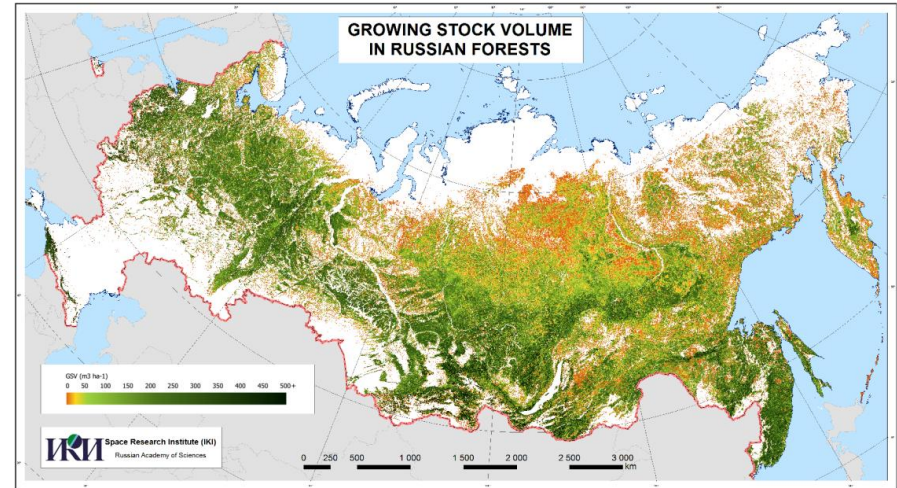 GROWING STOCK VOLUME
IN RUSSIAN FORESTS
GSV (m3 ha-1)
0 50 100 150 200 250 300 350 400 450 500+
ИКИ
Space Research Institute (IKI)
Russian Academy of Sciences
0 250 500 1 000 1 500 2 000 2 500 3 000
km